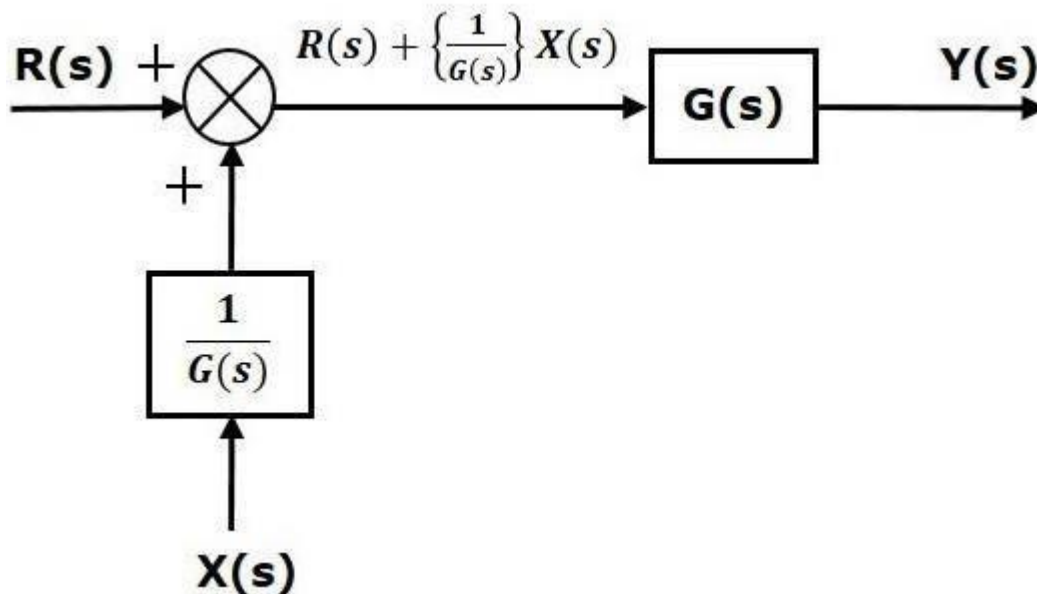 R(s) +
R(s) + {1/G(s)} X(s)
G(s)
Y(s)
+
1/G(s)
X(s)